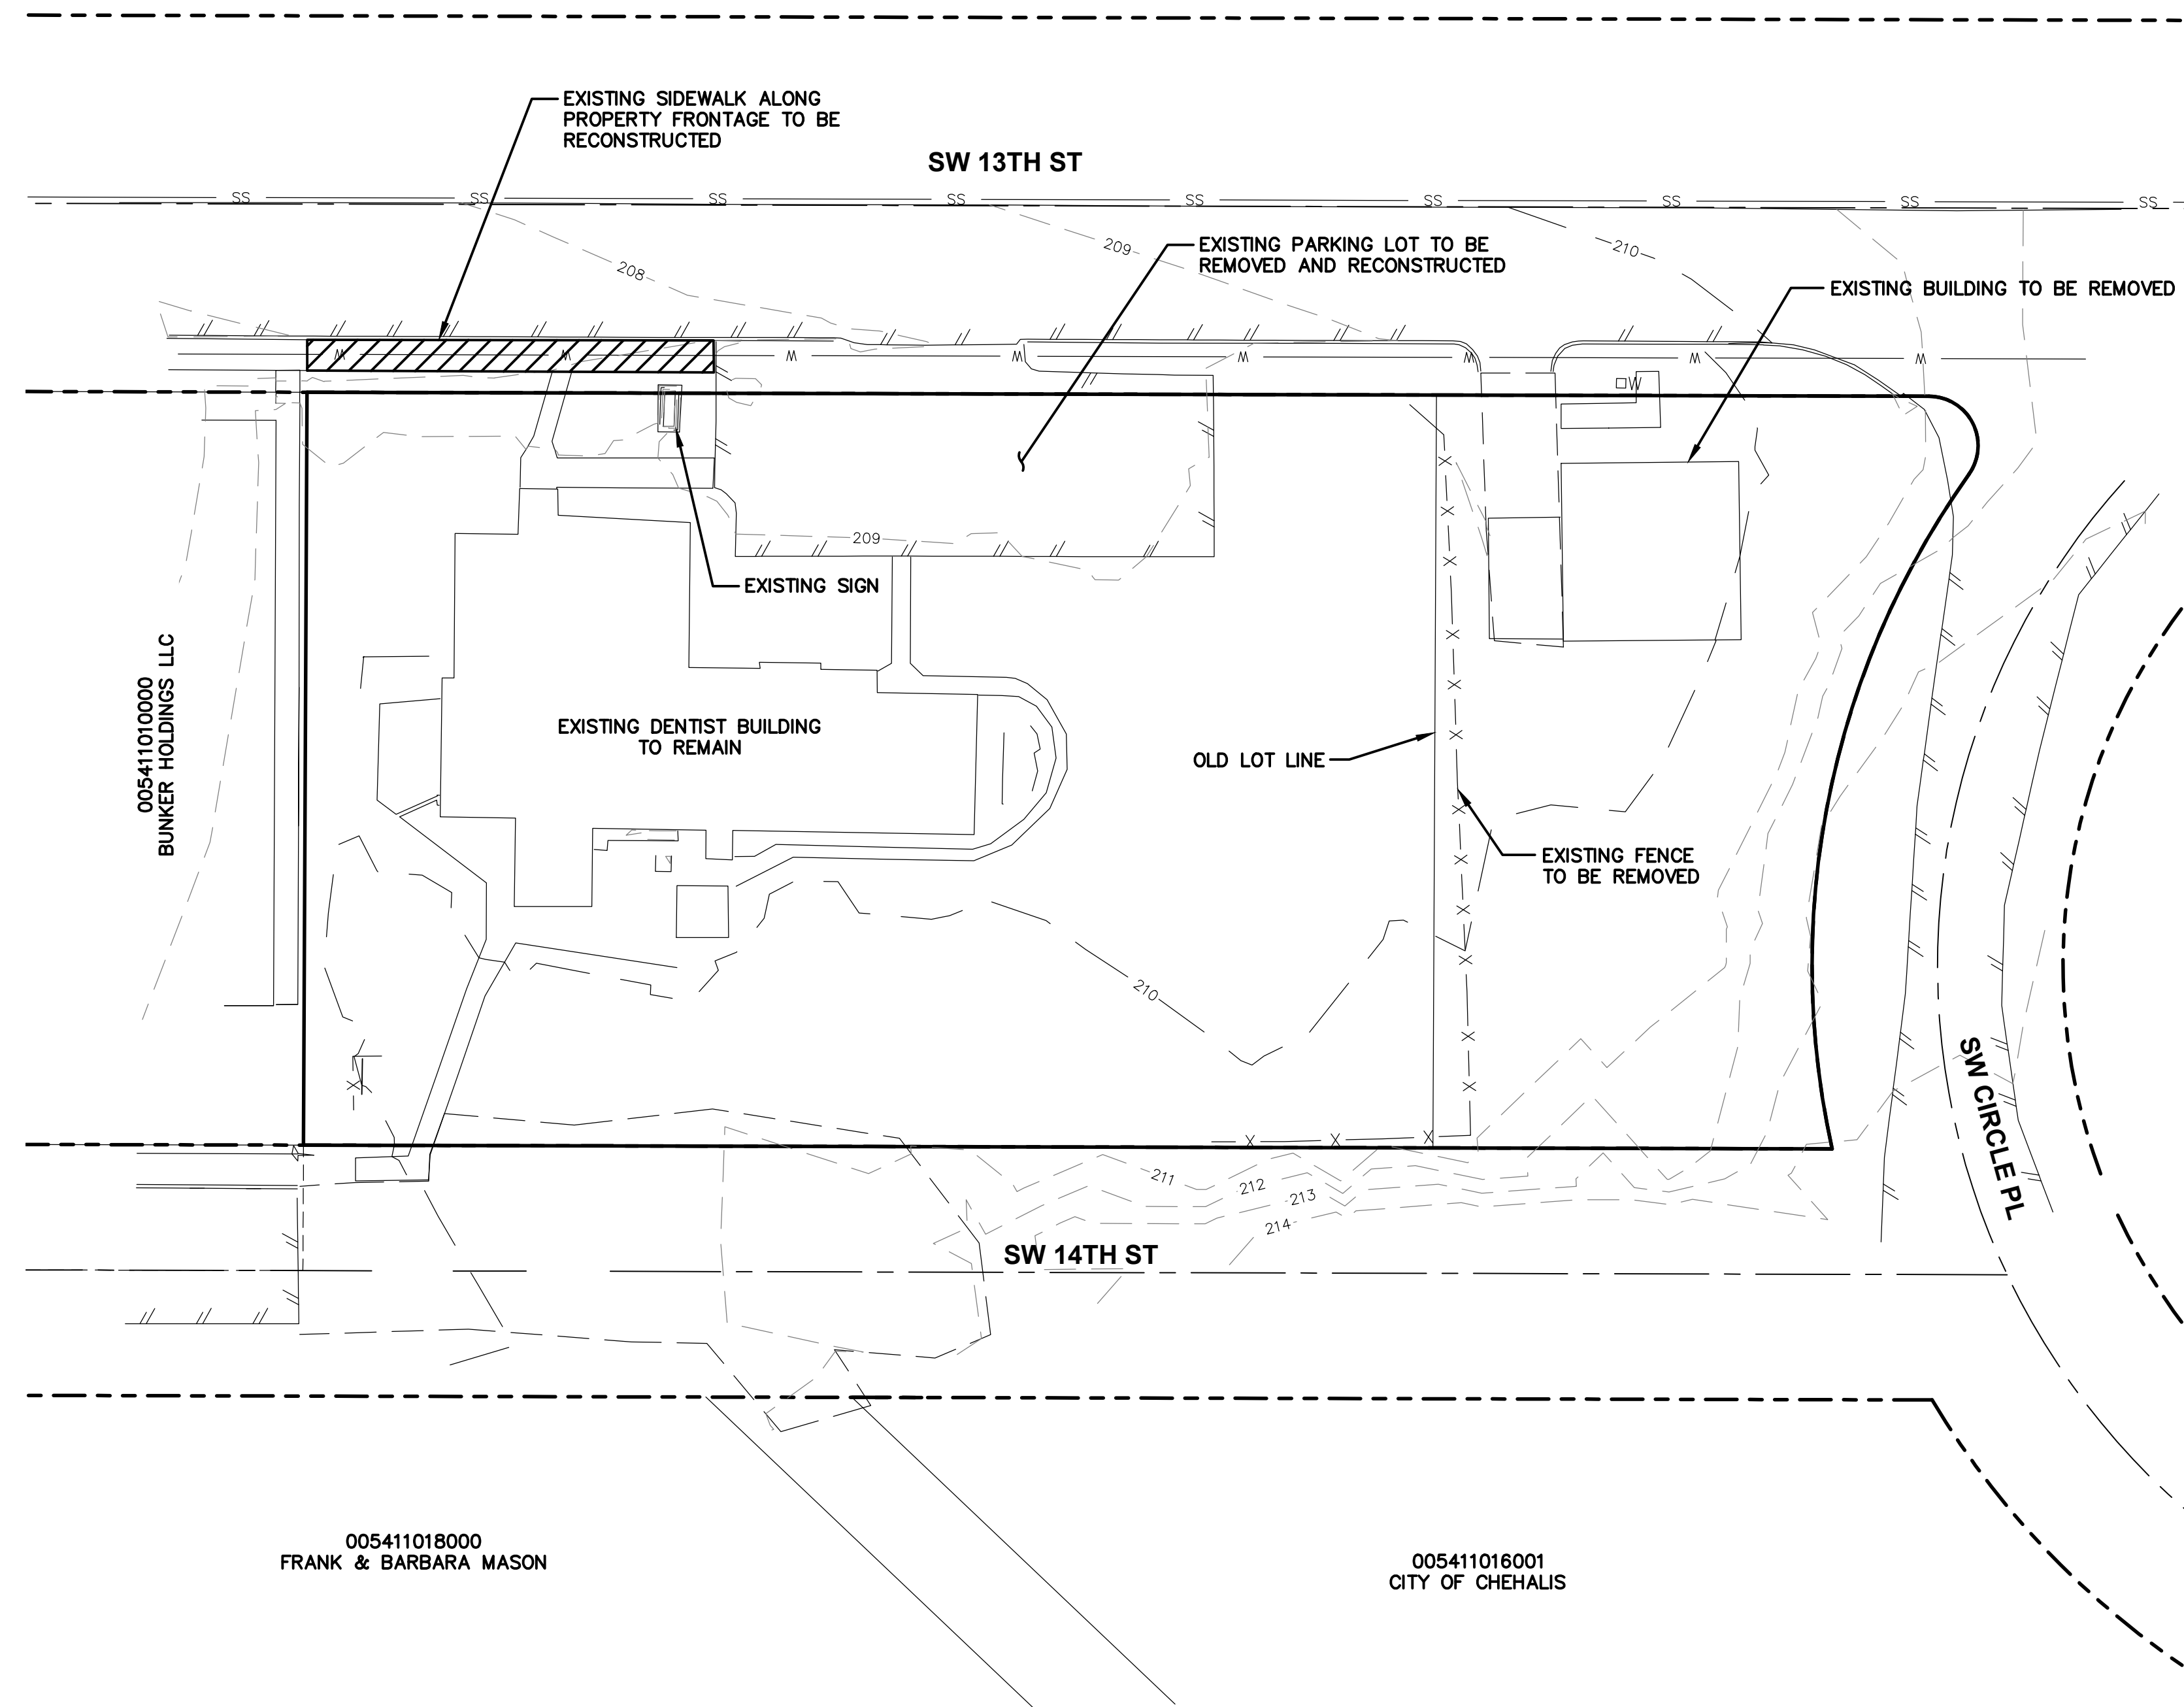 EXISTING SIDEWALK ALONG
PROPERTY FRONTAGE TO BE
RECONSTRUCTED
SW 13TH ST
SS SS SS SS SS SS SS SS SS
EXISTING PARKING LOT TO BE
REMOVED AND RECONSTRUCTED
209
210
208
EXISTING BUILDING TO BE REMOVED
W W W W W W W W
W
209
EXISTING SIGN
005411010000
BUNKER HOLDINGS LLC
EXISTING DENTIST BUILDING
TO REMAIN
OLD LOT LINE
EXISTING FENCE
TO BE REMOVED
210
SW CIRCLE PL
211
212
213
214
SW 14TH ST
005411018000
FRANK & BARBARA MASON
005411016001
CITY OF CHEHALIS